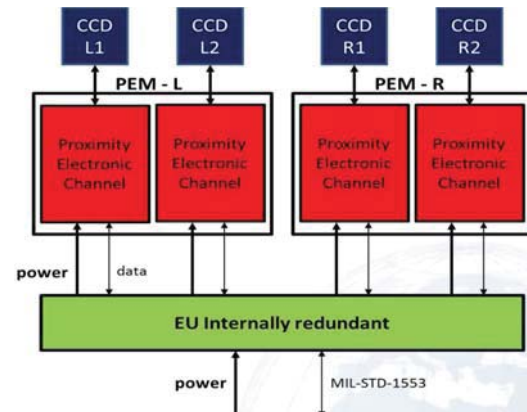 CCD
L1
CCD
L2
CCD
R1
CCD
R2
PEM - L
PEM - R
Proximity
Electronic
Channel
Proximity
Electronic
Channel
Proximity
Electronic
Channel
Proximity
Electronic
Channel
power
data
EU Internally redundant
power
MIL-STD-1553